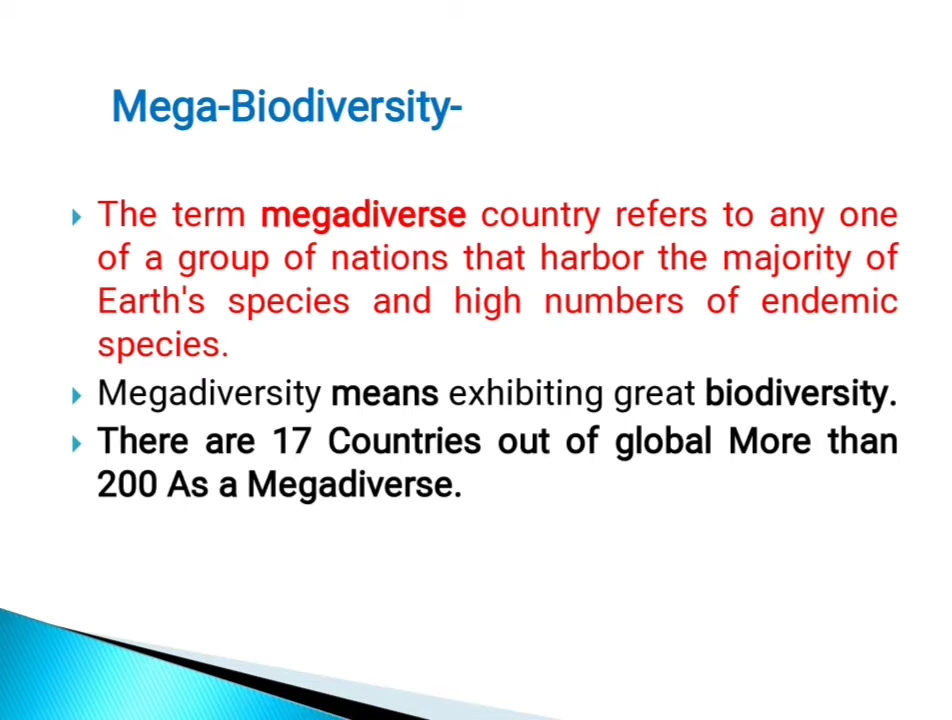 Mega-Biodiversity-
The term megadiverse country refers to any one
of a group of nations that harbor the majority of
Earth's species and high numbers of endemic
species.
Megadiversity means exhibiting great biodiversity.
There are 17 Countries out of global More than
200 As a Megadiverse.